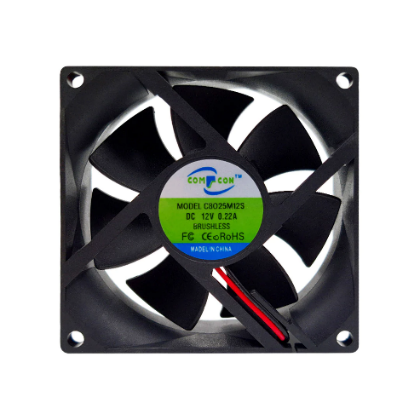 COMPCON™
MODEL C8025M12S
DC 12V 0.22A
BRUSHLESS
FC CE RoHS
MADE IN CHINA